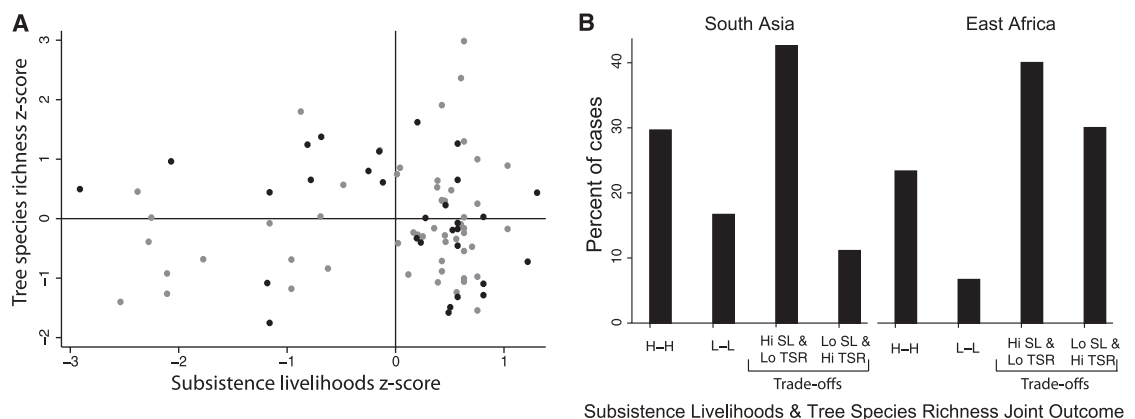 A
Tree species richness z-score
3
2
1
0
−1
−2
−3 −2 −1 0 1
Subsistence livelihoods z-score
B
South Asia East Africa
Percent of cases
40
30
20
10
0
H–H L–L Hi SL & Lo SL & H–H L–L Hi SL & Lo SL &
Lo TSR Hi TSR Lo TSR Hi TSR
Trade-offs Trade-offs
Subsistence Livelihoods & Tree Species Richness Joint Outcome